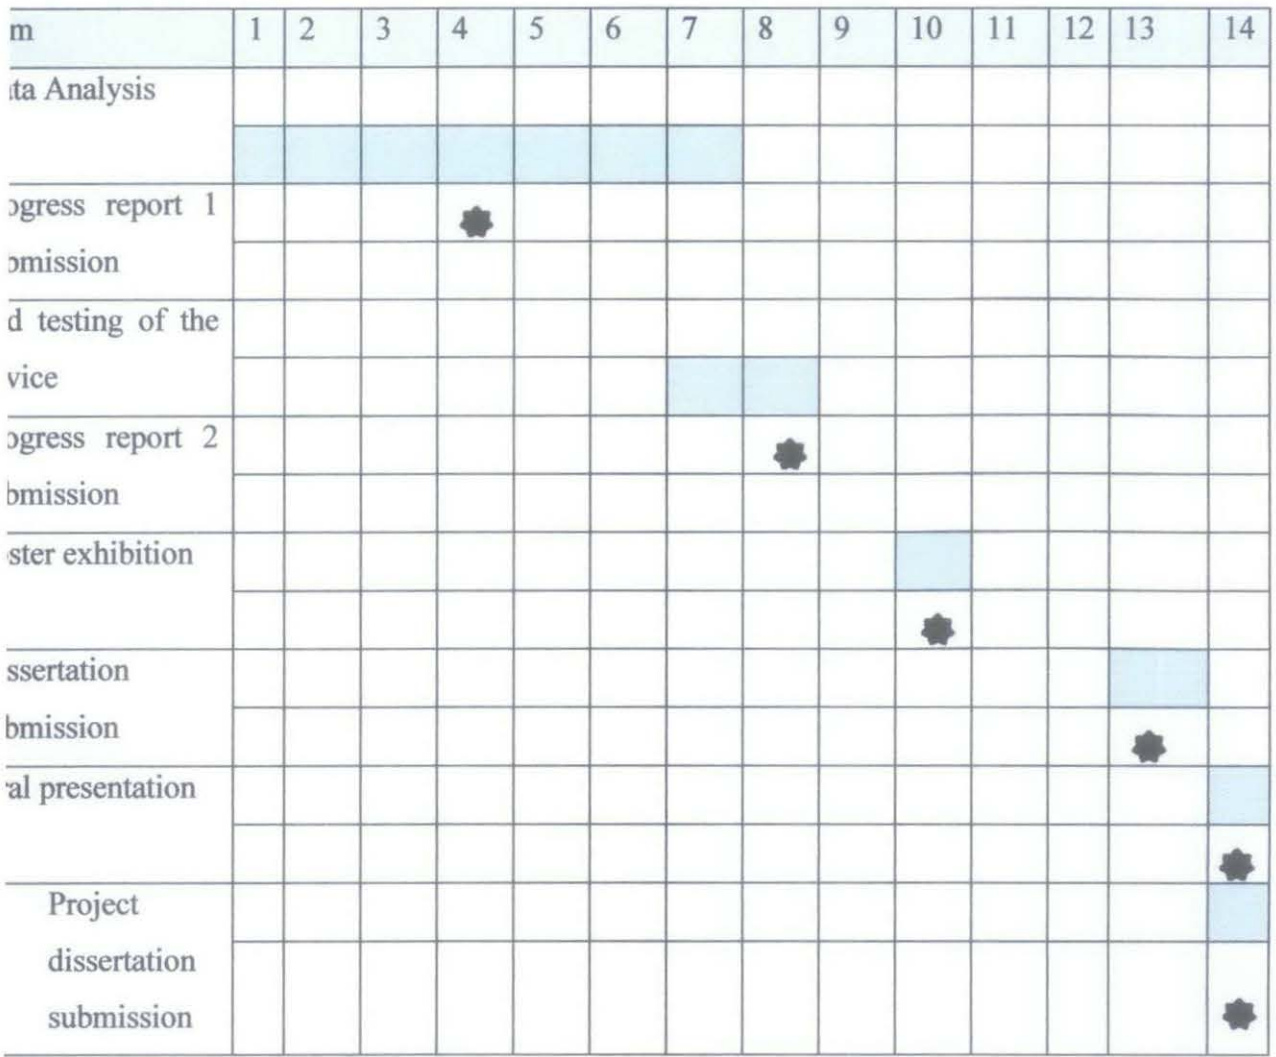 m 1 2 3 4 5 6 7 8 9 10 11 12 13 14
ta Analysis
ogress report 1
bmission
d testing of the
vice
ogress report 2
bmission
ster exhibition
ssertation
bmission
al presentation
Project
dissertation
submission